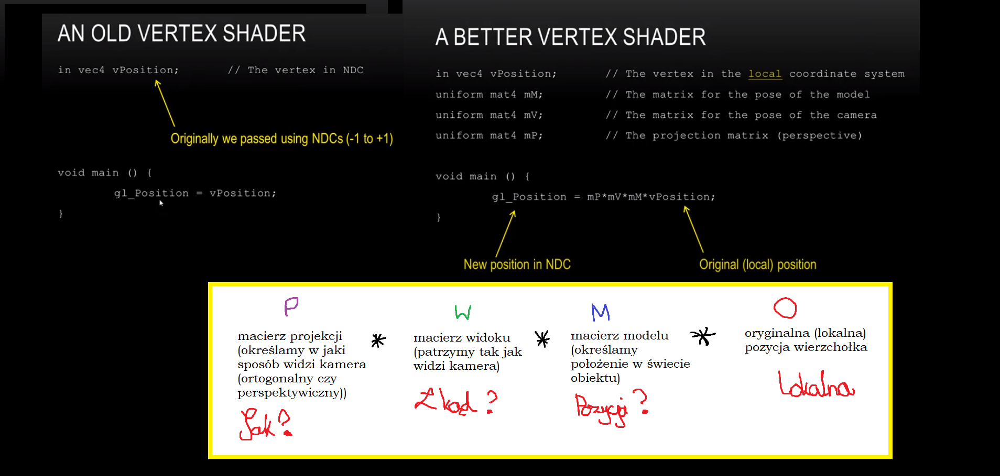 AN OLD VERTEX SHADER
in vec4 vPosition; // The vertex in NDC
Originally we passed using NDCs (-1 to +1)
void main () {
gl_Position = vPosition;
}
A BETTER VERTEX SHADER
in vec4 vPosition; // The vertex in the local coordinate system
uniform mat4 mM; // The matrix for the pose of the model
uniform mat4 mV; // The matrix for the pose of the camera
uniform mat4 mP; // The projection matrix (perspective)
void main () {
gl_Position = mP*mV*mM*vPosition;
}
New position in NDC
Original (local) position
P
macierz projekcji
(określamy w jaki
sposób widzi kamera
(ortogonalny czy
perspektywiczny))
Jak?
*
W
macierz widoku
(patrzymy tak jak
widzi kamera)
Z kąd?
*
M
macierz modelu
(określamy
położenie w świecie
obiektu)
Pozycja?
*
O
oryginalna (lokalna)
pozycja wierzchołka
Lokalna